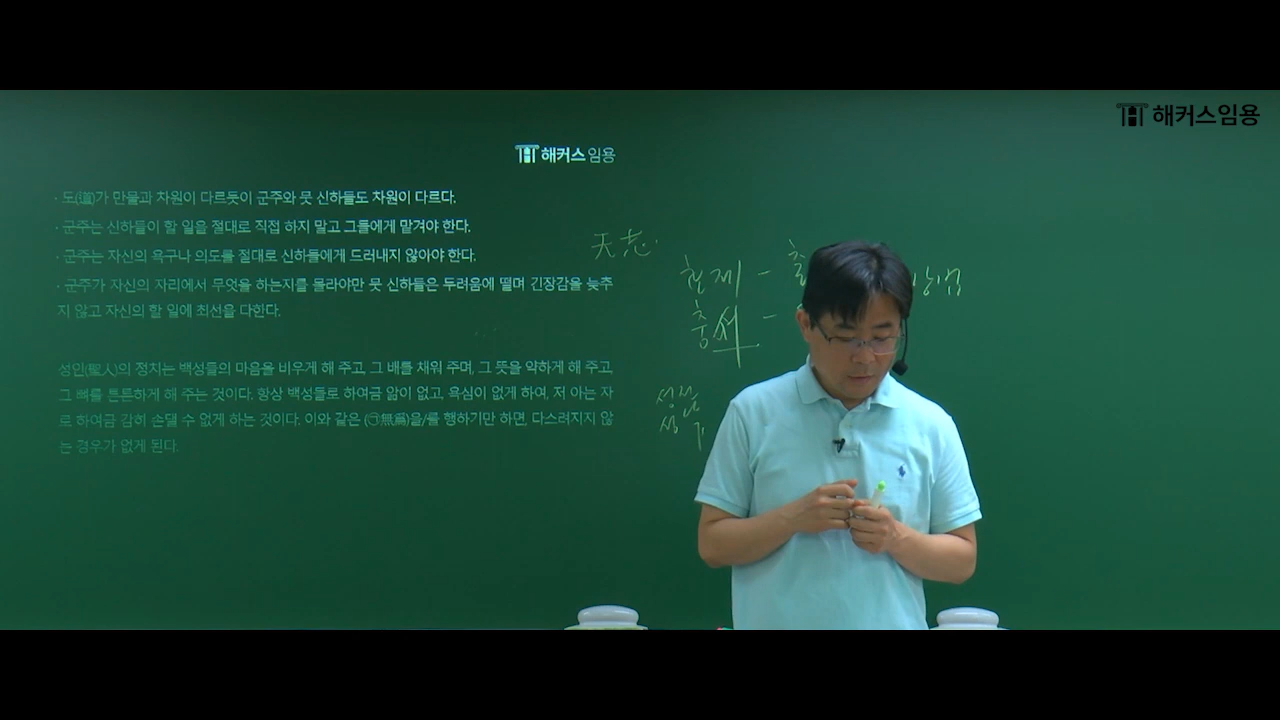 해커스임용
해커스 임용
· 도(道)가 만물과 차원이 다르듯이 군주와 뭇 신하들도 차원이 다르다.
· 군주는 신하들이 할 일을 절대로 직접 하지 말고 그들에게 맡겨야 한다.
· 군주는 자신의 욕구나 의도를 절대로 신하들에게 드러내지 않아야 한다.
· 군주가 자신의 자리에서 무엇을 하는지를 몰라야만 뭇 신하들은 두려움에 떨며 긴장감을 늦추
지 않고 자신의 할 일에 최선을 다한다.
성인(聖人)의 정치는 백성들의 마음을 비우게 해 주고, 그 배를 채워 주며, 그 뜻을 약하게 해 주고,
그 뼈를 튼튼하게 해 주는 것이다. 항상 백성들로 하여금 앎이 없고, 욕심이 없게 하여, 저 아는 자
로 하여금 감히 손댈 수 없게 하는 것이다. 이와 같은 (㉠無爲)을/를 행하기만 하면, 다스려지지 않
는 경우가 없게 된다.
天志
형제 -
충서 -